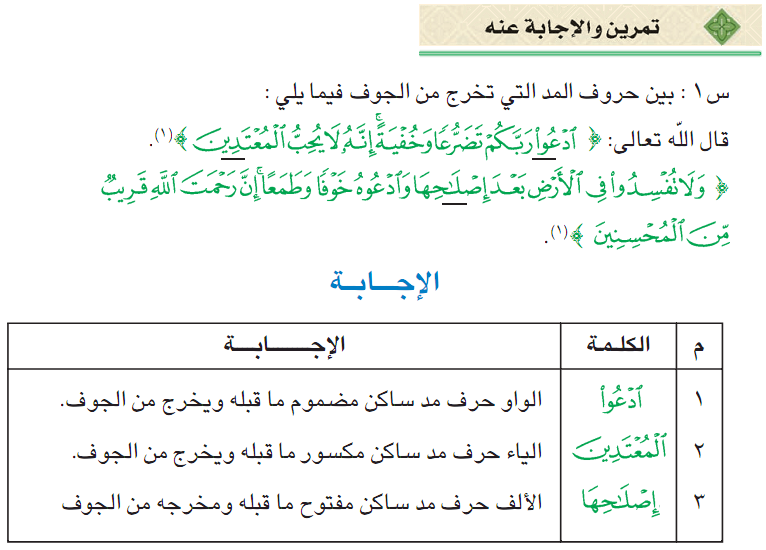 تمرين والإجابة عنه
س١ : بين حروف المد التي تخرج من الجوف فيما يلي :
قال الله تعالى: ﴿ ٱدۡعُواْ رَبَّكُمۡ تَضَرُّعٗا وَخُفۡيَةًۚ إِنَّهُۥ لَا يُحِبُّ ٱلۡمُعۡتَدِينَ ﴾(١).
﴿ وَلَا تُفۡسِدُواْ فِي ٱلۡأَرۡضِ بَعۡدَ إِصۡلَٰحِهَا وَٱدۡعُوهُ خَوۡفٗا وَطَمَعًاۚ إِنَّ رَحۡمَتَ ٱللَّهِ قَرِيبٞ
مِّنَ ٱلۡمُحۡسِنِينَ ﴾(١).
الإجـــابـــة
م الكلـمة الإجـــــــابـــــــة
١ ٱدۡعُواْ الواو حرف مد ساكن مضموم ما قبله ويخرج من الجوف.
٢ ٱلۡمُعۡتَدِينَ الياء حرف مد ساكن مكسور ما قبله ويخرج من الجوف.
٣ إِصۡلَٰحِهَا الألف حرف مد ساكن مفتوح ما قبله ومخرجه من الجوف